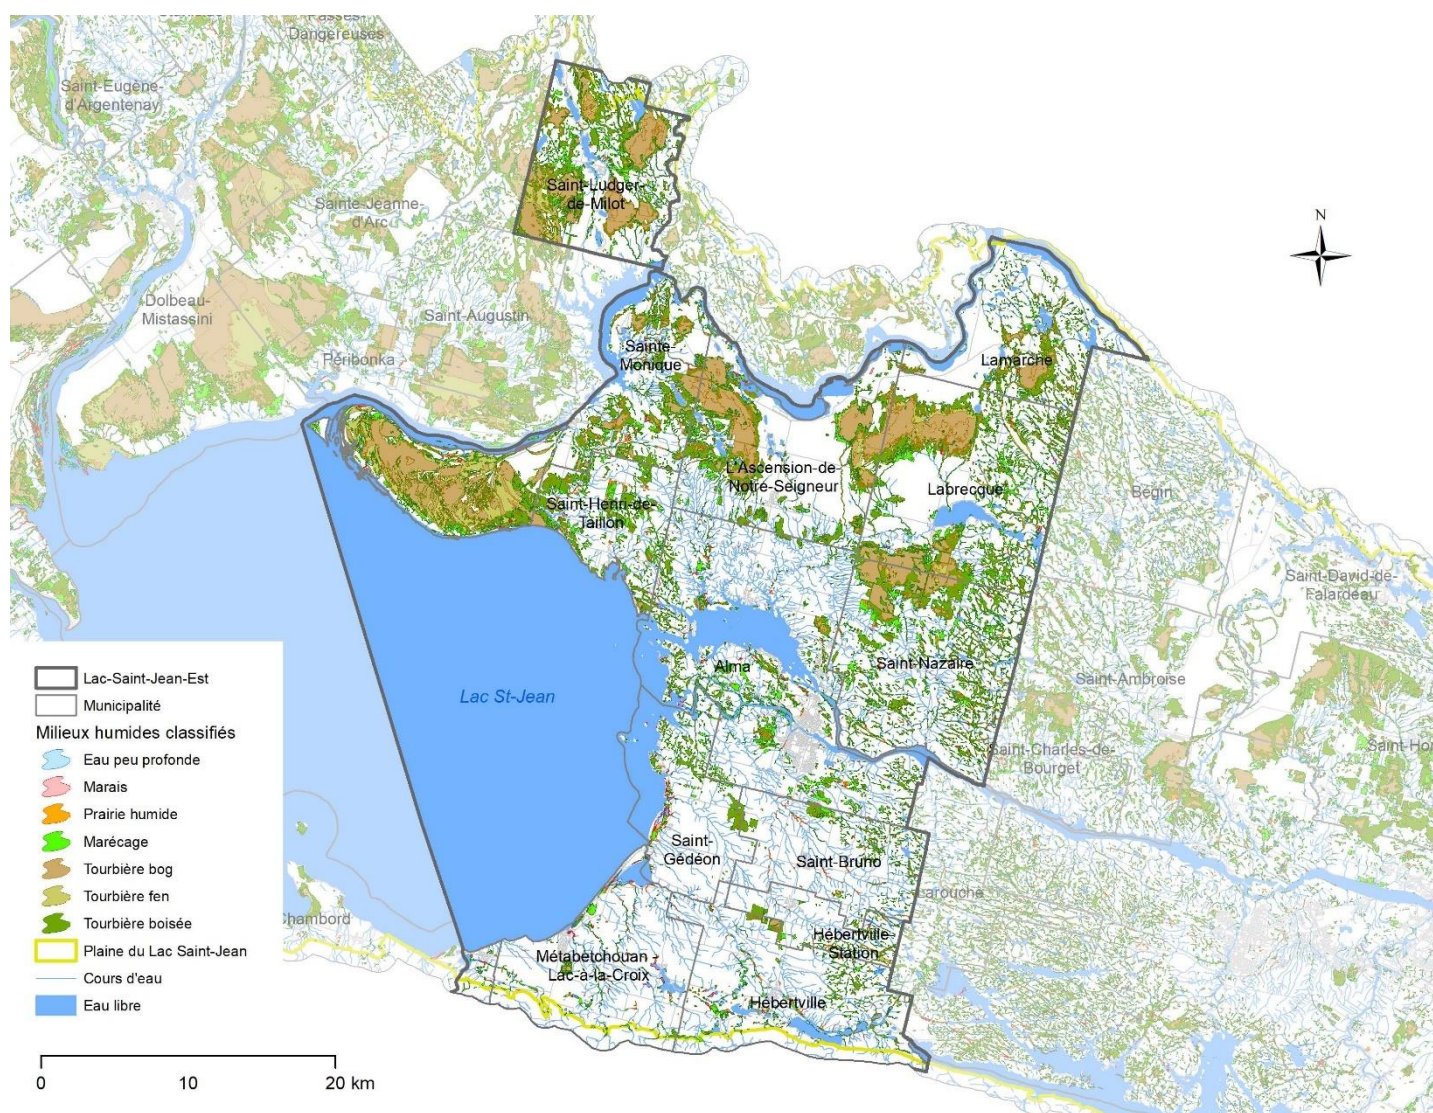 Passes-
Dangereuses
Saint-Eugène-
d'Argentenay
Saint-Ludger-
de-Milot
Sainte-Jeanne-
d'Arc
N
Dolbeau-
Mistassini
Saint-Augustin
Péribonka
Sainte-
Monique
Lamarche
L'Ascension-de-
Notre-Seigneur
Labrecque
Bégin
Saint-Henri-de-
Taillon
Saint-David-de-
Falardeau
Alma
Saint-Nazaire
Saint-Ambroise
Lac St-Jean
Saint-Charles-de-
Bourget
Saint-Hon
Saint-
Gédéon
Saint-Bruno
Larouche
Chambord
Hébertville-
Station
Métabetchouan -
Lac-à-la-Croix
Hébertville
Lac-Saint-Jean-Est
Municipalité
Milieux humides classifiés
Eau peu profonde
Marais
Prairie humide
Marécage
Tourbière bog
Tourbière fen
Tourbière boisée
Plaine du Lac Saint-Jean
Cours d'eau
Eau libre
0 10 20 km